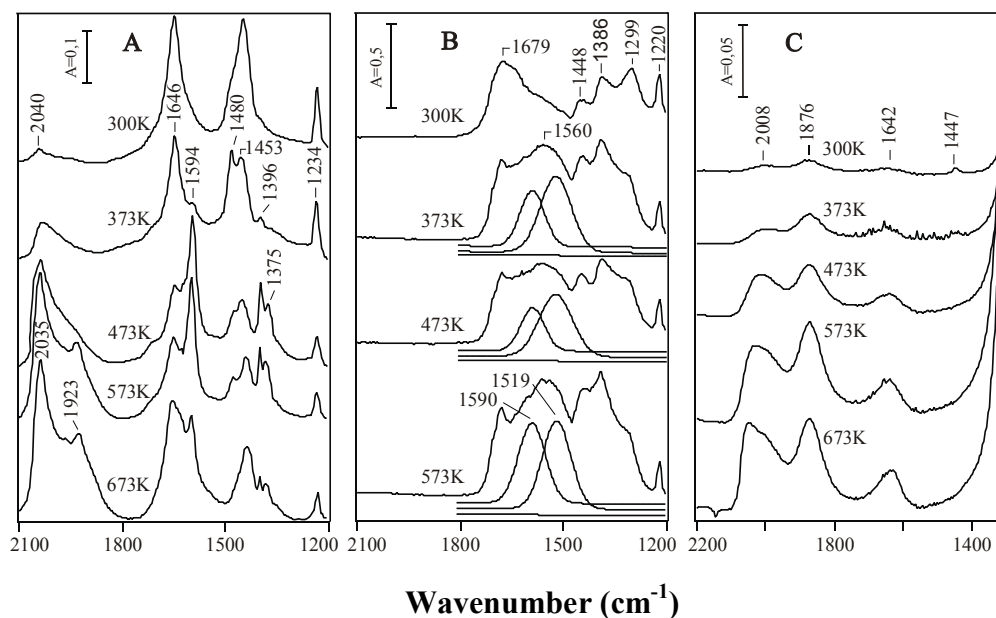 A
A=0,1
2040
1646
1480
1453
1594
1396
1234
1375
2035
1923
300K
373K
473K
573K
673K
2100 1800 1500 1200
B
A=0,5
1679
1448
1386
1299
1220
1560
1519
1590
300K
373K
473K
573K
2100 1800 1500 1200
C
A=0,05
2008
1876
1642
1447
300K
373K
473K
573K
673K
2200 1800 1400
Wavenumber (cm-1)